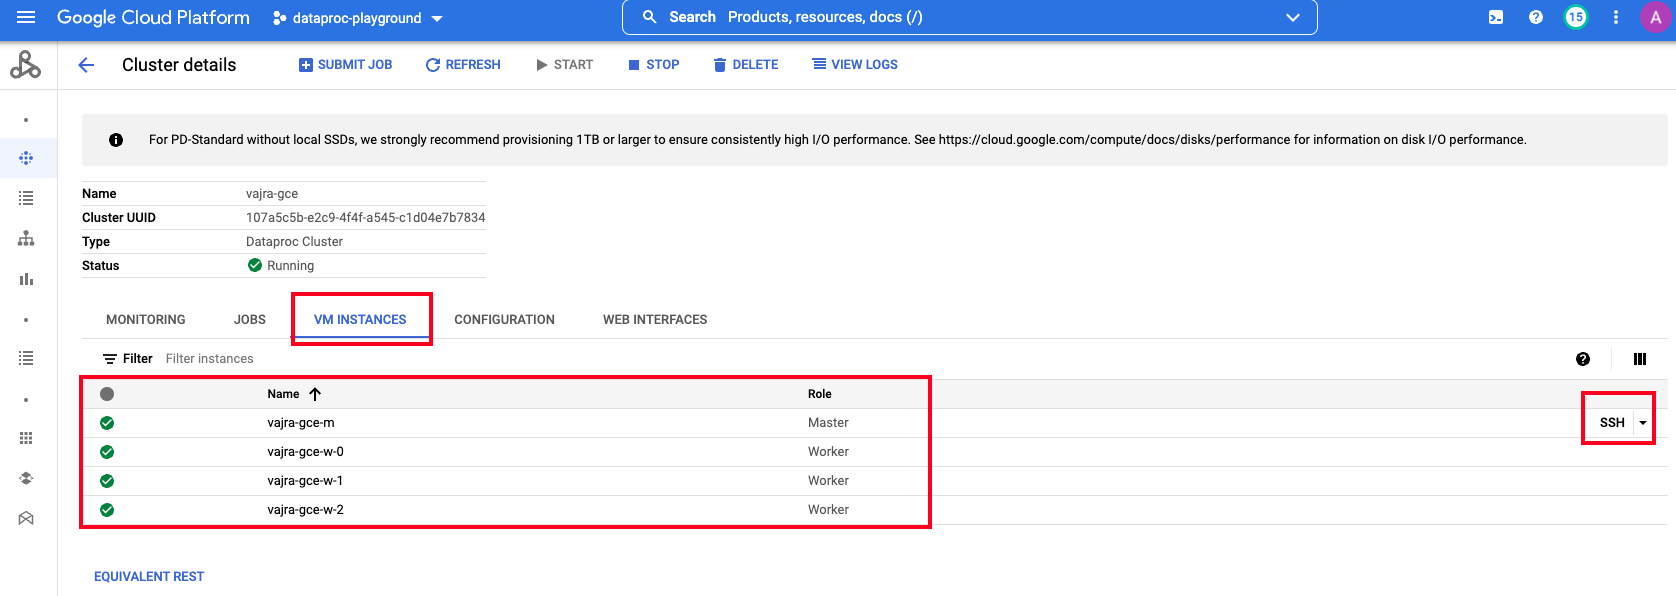 Google Cloud Platform dataproc-playground Search Products, resources, docs (/) 15 A
Cluster details SUBMIT JOB REFRESH START STOP DELETE VIEW LOGS
For PD-Standard without local SSDs, we strongly recommend provisioning 1TB or larger to ensure consistently high I/O performance. See https://cloud.google.com/compute/docs/disks/performance for information on disk I/O performance.
Name vajra-gce
Cluster UUID 107a5c5b-e2c9-4f4f-a545-c1d04e7b7834
Type Dataproc Cluster
Status Running
MONITORING JOBS VM INSTANCES CONFIGURATION WEB INTERFACES
Filter Filter instances
Name Role
vajra-gce-m Master SSH
vajra-gce-w-0 Worker
vajra-gce-w-1 Worker
vajra-gce-w-2 Worker
EQUIVALENT REST